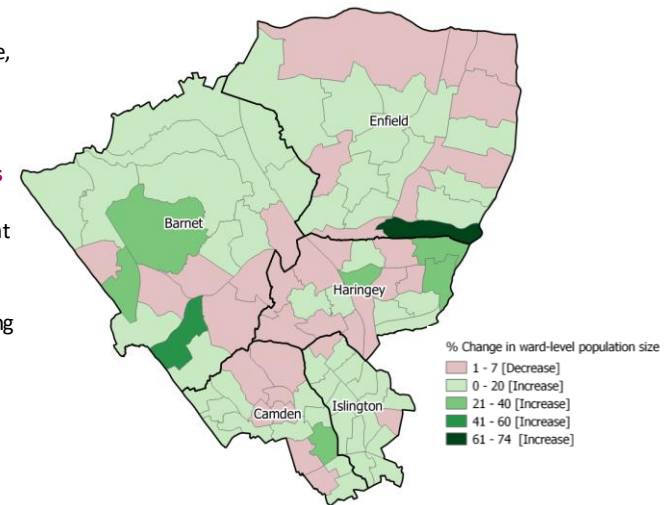 e,
s
t
ng
Enfield
Barnet
Haringey
Camden
Islington
% Change in ward-level population size
1 - 7 [Decrease]
0 - 20 [Increase]
21 - 40 [Increase]
41 - 60 [Increase]
61 - 74 [Increase]